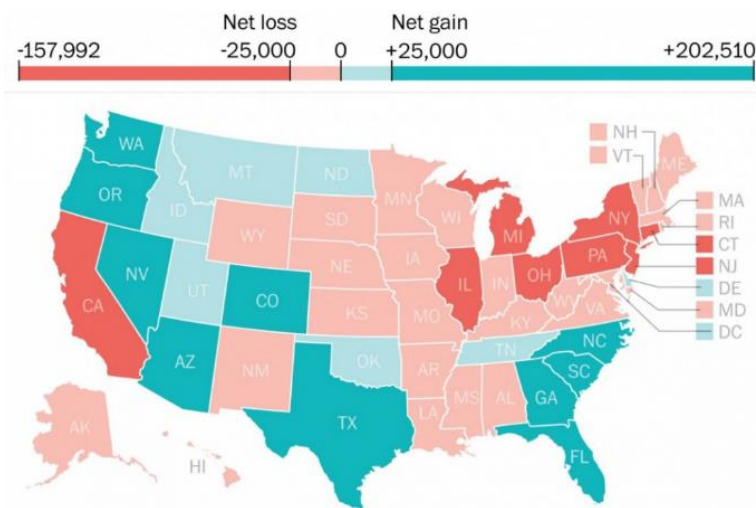 Net loss Net gain
-157,992 -25,000 0 +25,000 +202,510
WA
MT
ND
OR
ID
SD
WY
MN
WI
MI
NY
NH
VT
ME
MA
RI
CT
NJ
DE
MD
DC
CA
NV
UT
CO
NE
IA
KS
MO
IL
IN
OH
PA
WV
VA
KY
AZ
NM
OK
AR
TN
NC
SC
TX
LA
MS
AL
GA
FL
AK
HI